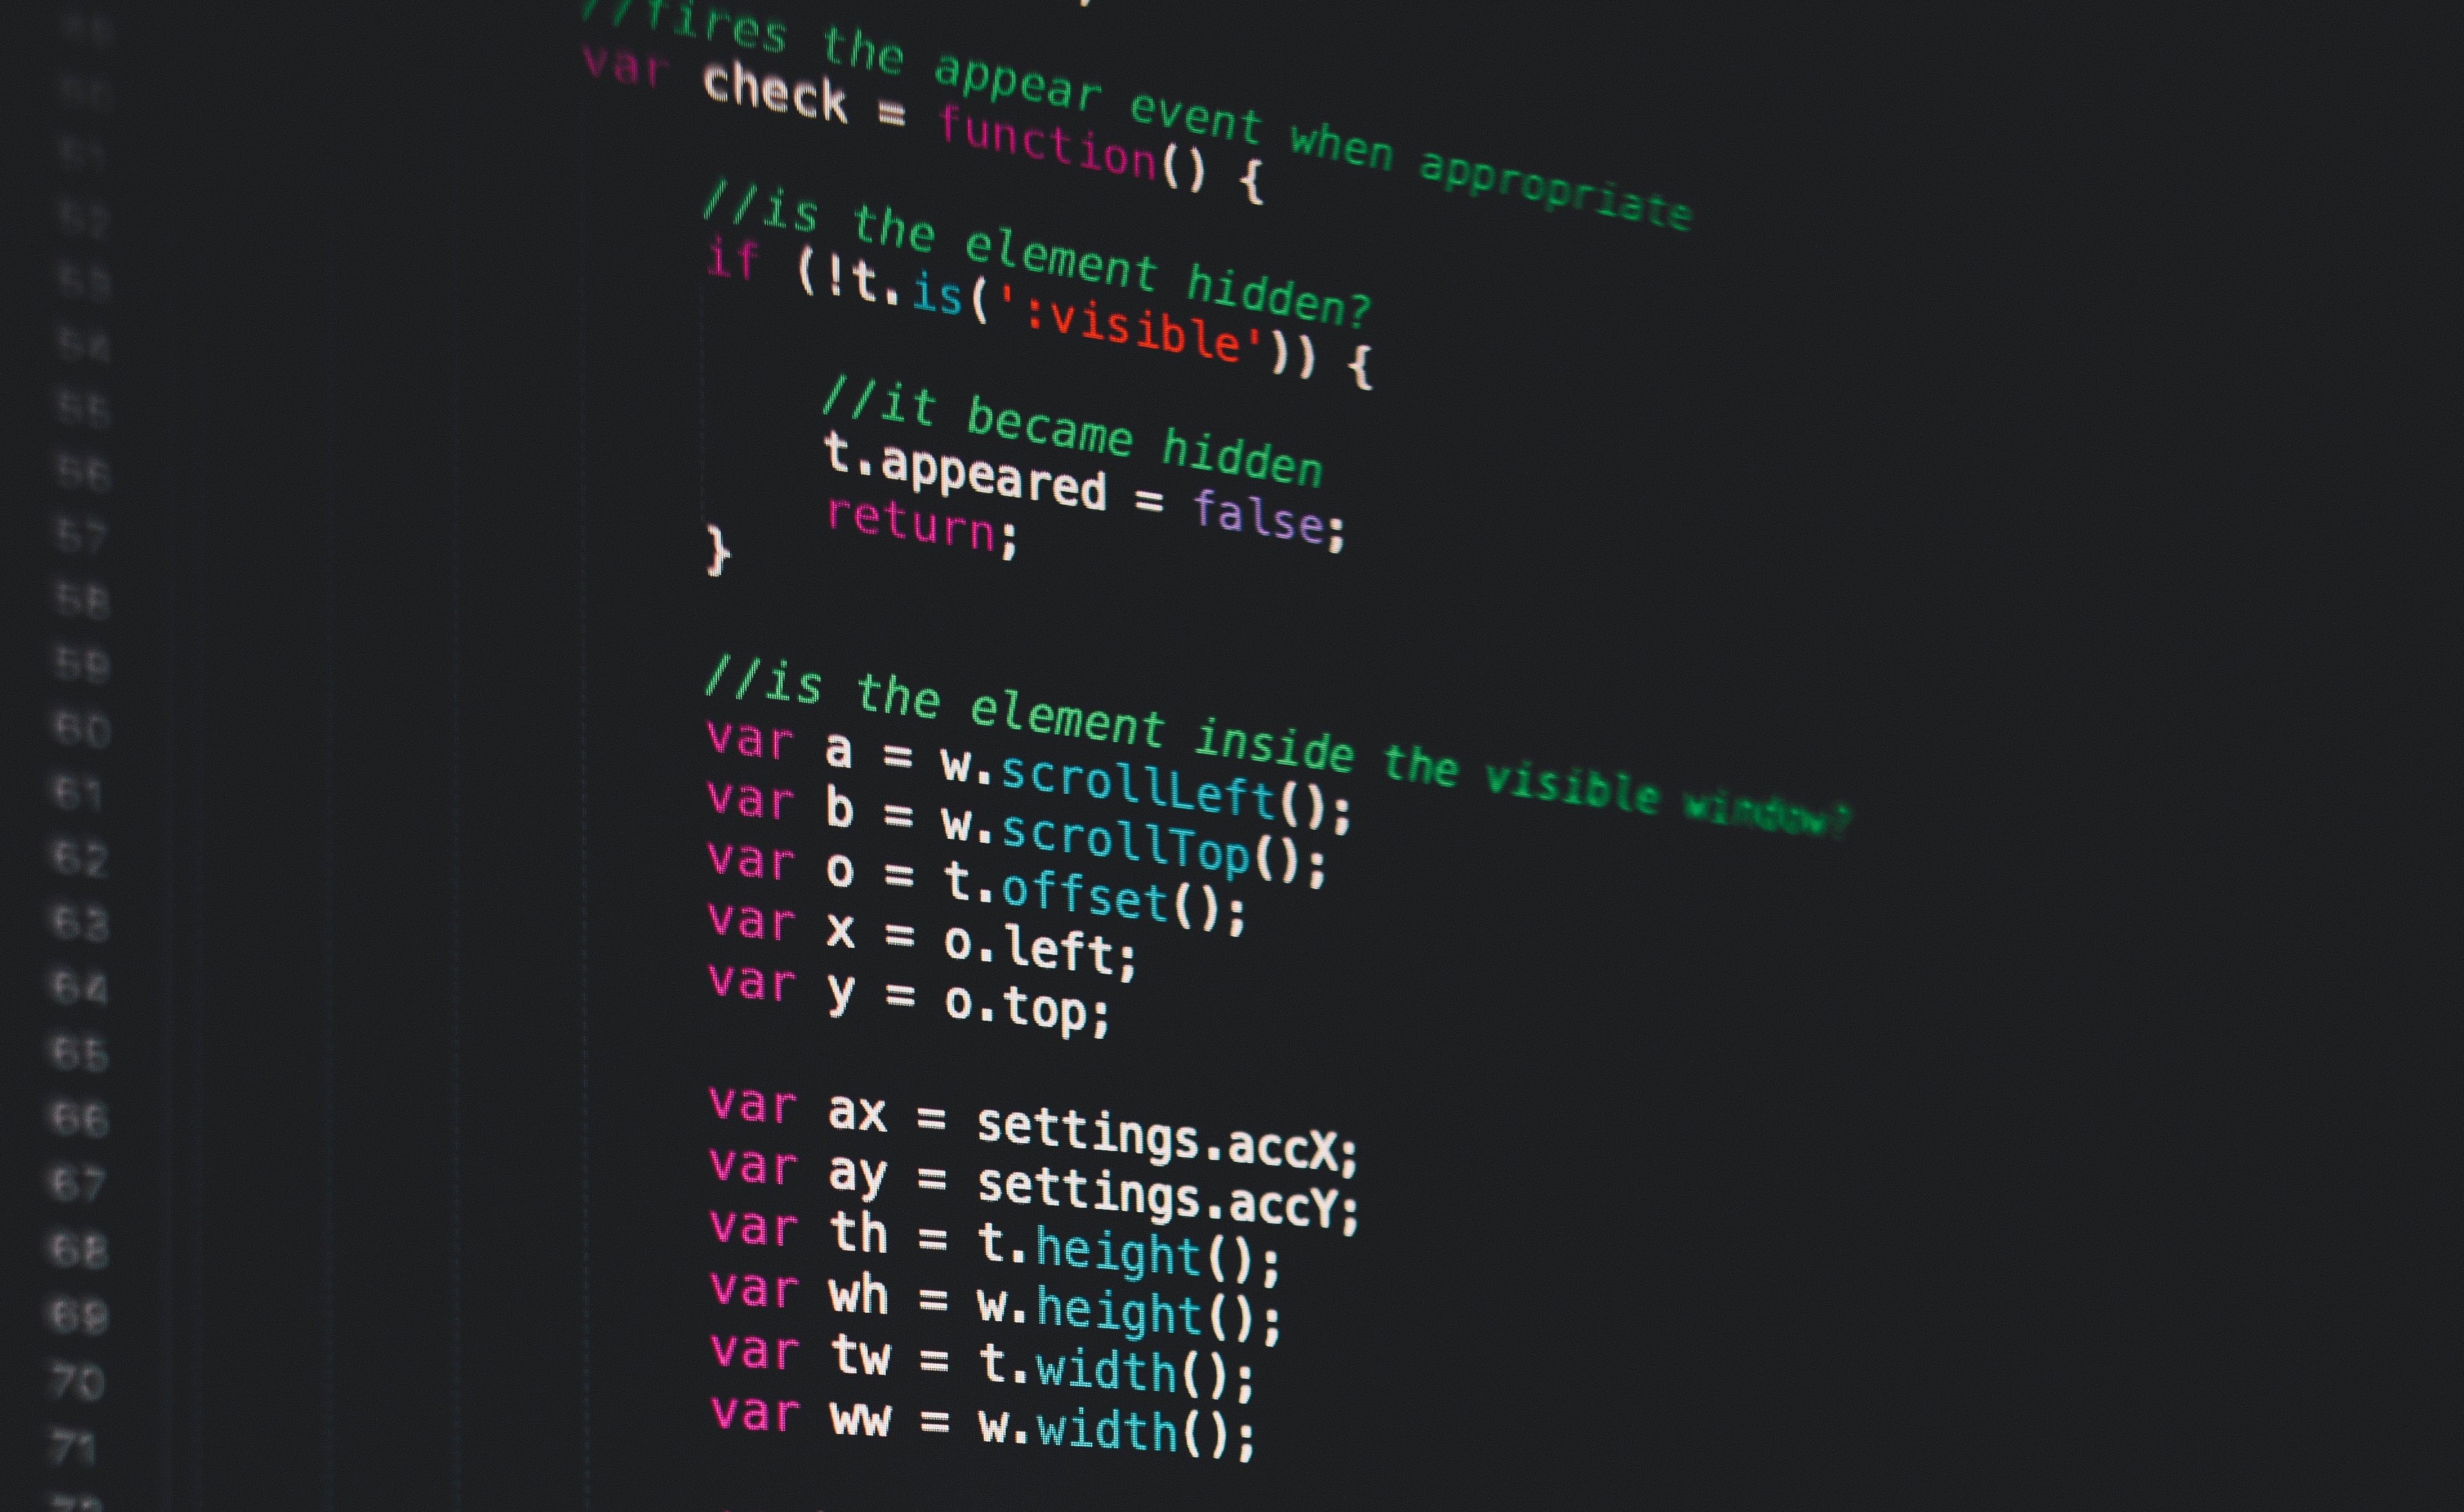 //fires the appear event when appropriate
var check = function() {
//is the element hidden?
if (!t.is(':visible')) {
//it became hidden
t.appeared = false;
return;
}
//is the element inside the visible window?
var a = w.scrollLeft();
var b = w.scrollTop();
var o = t.offset();
var x = o.left;
var y = o.top;
var ax = settings.accX;
var ay = settings.accY;
var th = t.height();
var wh = w.height();
var tw = t.width();
var ww = w.width();
52
53
54
55
56
57
58
59
60
61
62
63
64
65
66
67
68
69
70
71